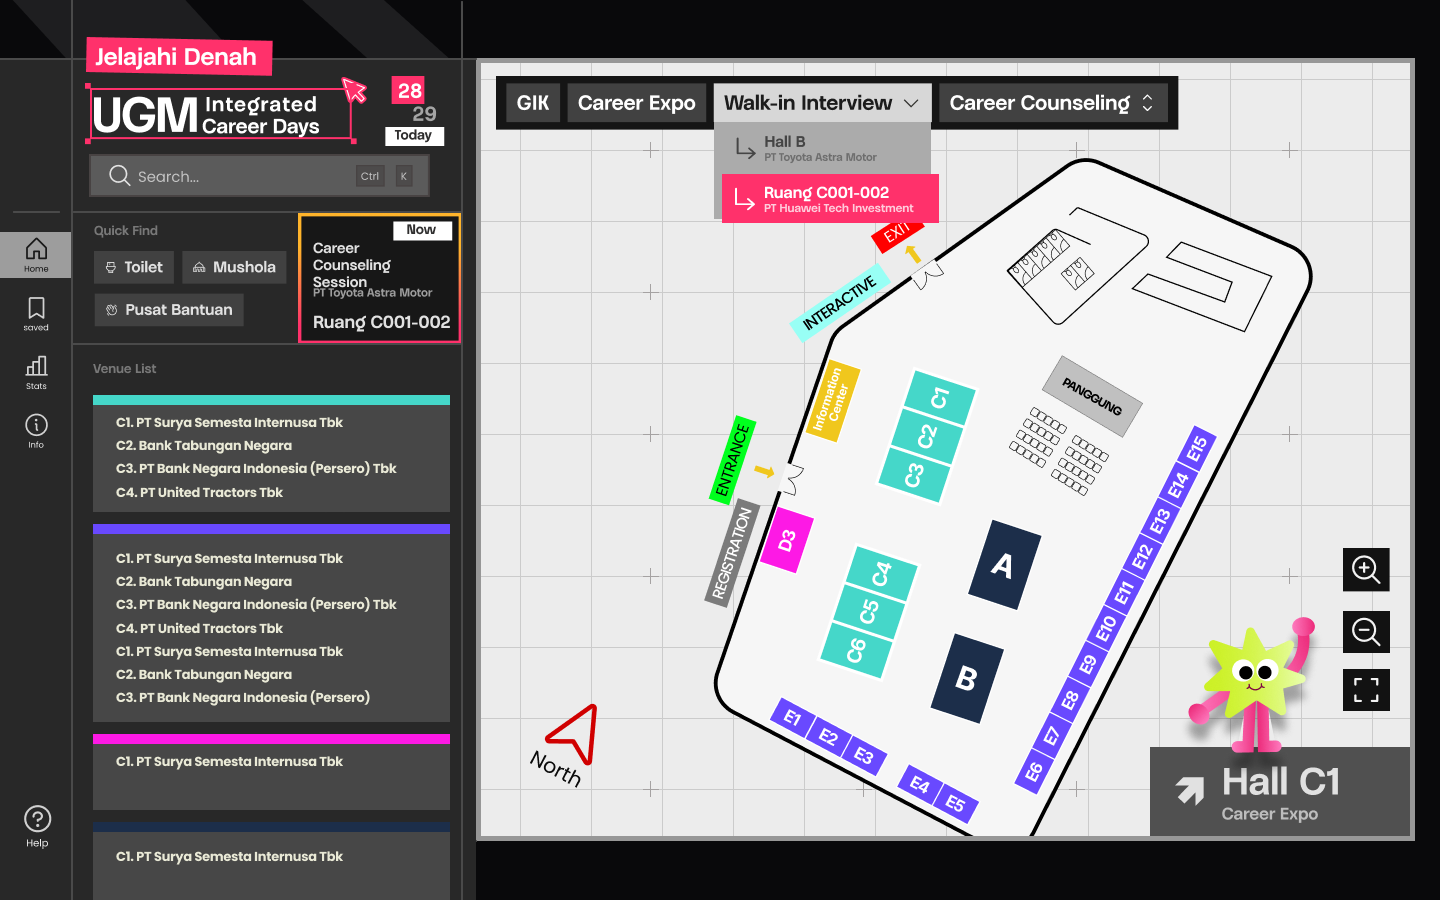 Jelajahi Denah
UGM Integrated
Career Days
28
29
Today
Search...
Ctrl
K
Home
saved
Stats
Info
Help
Quick Find
Toilet
Mushola
Pusat Bantuan
Now
Career
Counseling
Session
PT Toyota Astra Motor
Ruang C001-002
Venue List
C1. PT Surya Semesta Internusa Tbk
C2. Bank Tabungan Negara
C3. PT Bank Negara Indonesia (Persero) Tbk
C4. PT United Tractors Tbk
C1. PT Surya Semesta Internusa Tbk
C2. Bank Tabungan Negara
C3. PT Bank Negara Indonesia (Persero) Tbk
C4. PT United Tractors Tbk
C1. PT Surya Semesta Internusa Tbk
C2. Bank Tabungan Negara
C3. PT Bank Negara Indonesia (Persero)
C1. PT Surya Semesta Internusa Tbk
C1. PT Surya Semesta Internusa Tbk
GIK
Career Expo
Walk-in Interview
Career Counseling
Hall B
PT Toyota Astra Motor
Ruang C001-002
PT Huawei Tech Investment
EXIT
INTERACTIVE
Information
Center
ENTRANCE
REGISTRATION
D3
C1
C2
C3
C4
C5
C6
PANGGUNG
A
B
E15
E14
E13
E12
E11
E10
E9
E8
E7
E6
E1
E2
E3
E4
E5
North
Hall C1
Career Expo